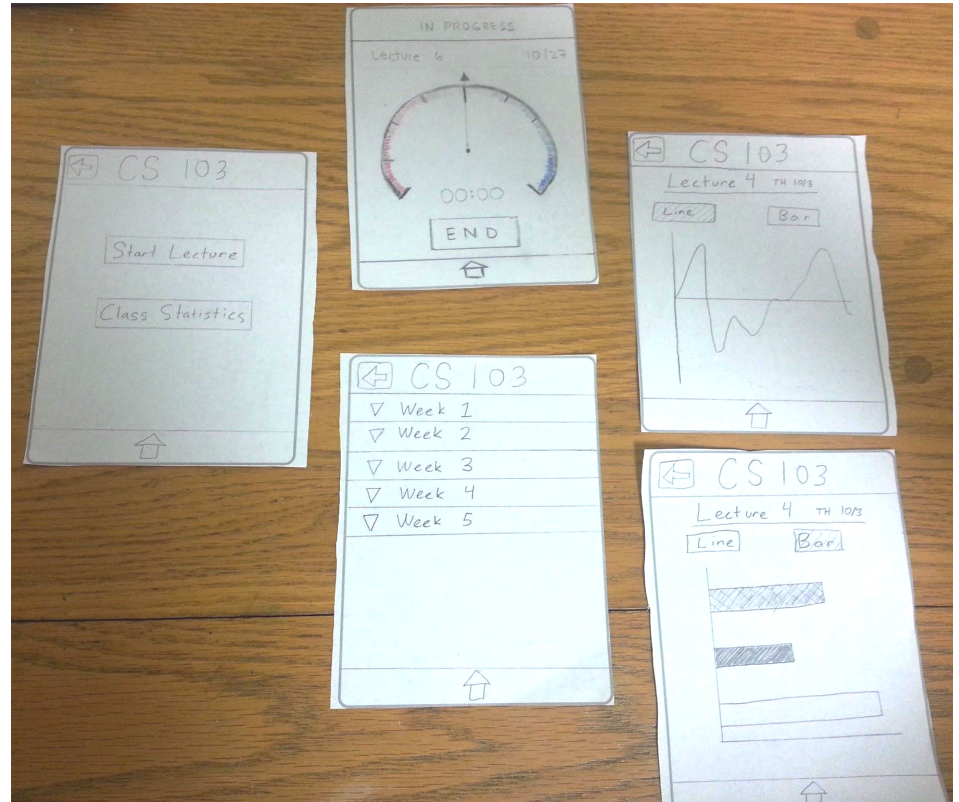 CS 103
Start Lecture
Class Statistics
IN PROGRESS
Lecture 6 10/27
00:00
END
CS 103
Week 1
Week 2
Week 3
Week 4
Week 5
CS 103
Lecture 4 TH 10/3
Line Bar
CS 103
Lecture 4 TH 10/3
Line Bar